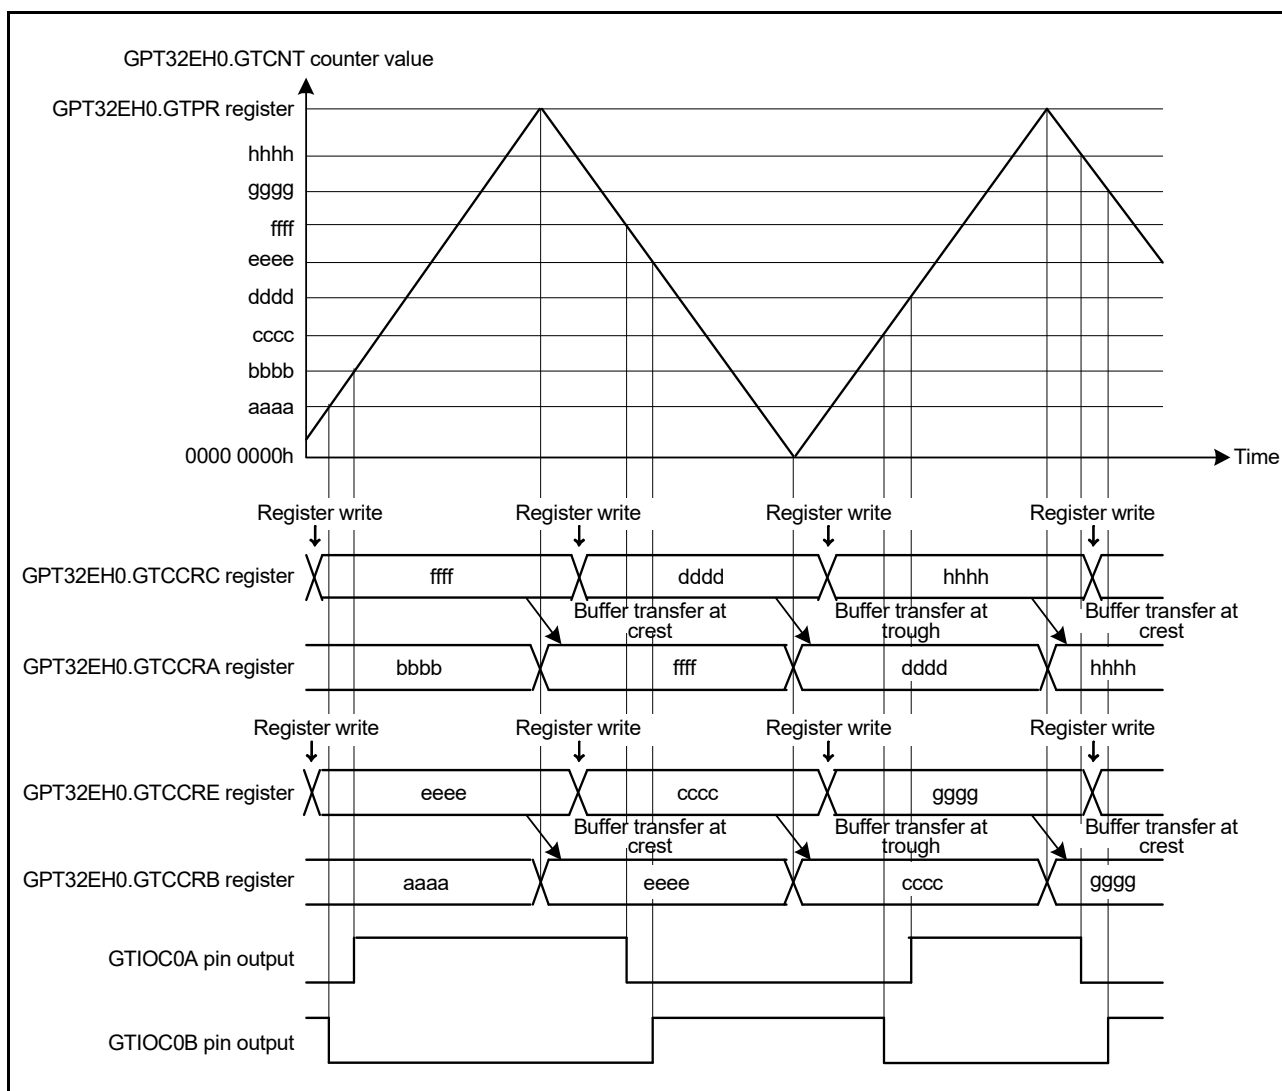 GPT32EH0.GTCNT counter value
GPT32EH0.GTPR register
hhhh
gggg
ffff
eeee
dddd
cccc
bbbb
aaaa
0000 0000h
Time
Register write Register write Register write Register write
GPT32EH0.GTCCRC register ffff dddd hhhh
Buffer transfer at Buffer transfer at Buffer transfer at
crest trough crest
GPT32EH0.GTCCRA register bbbb ffff dddd hhhh
Register write Register write Register write Register write
GPT32EH0.GTCCRE register eeee cccc gggg
Buffer transfer at Buffer transfer at Buffer transfer at
crest trough crest
GPT32EH0.GTCCRB register aaaa eeee cccc gggg
GTIOC0A pin output
GTIOC0B pin output